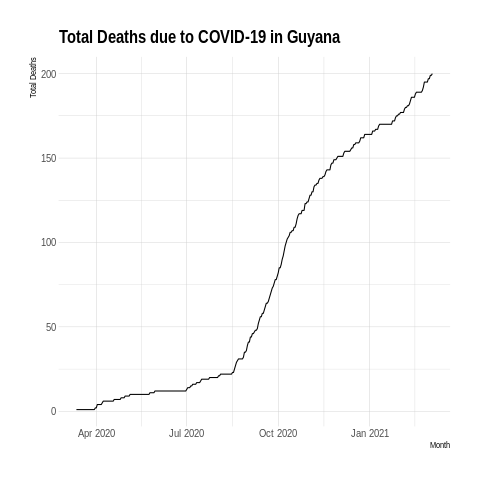 Total Deaths due to COVID-19 in Guyana
Total Deaths
200
150
100
50
0
Apr 2020 Jul 2020 Oct 2020 Jan 2021
Month